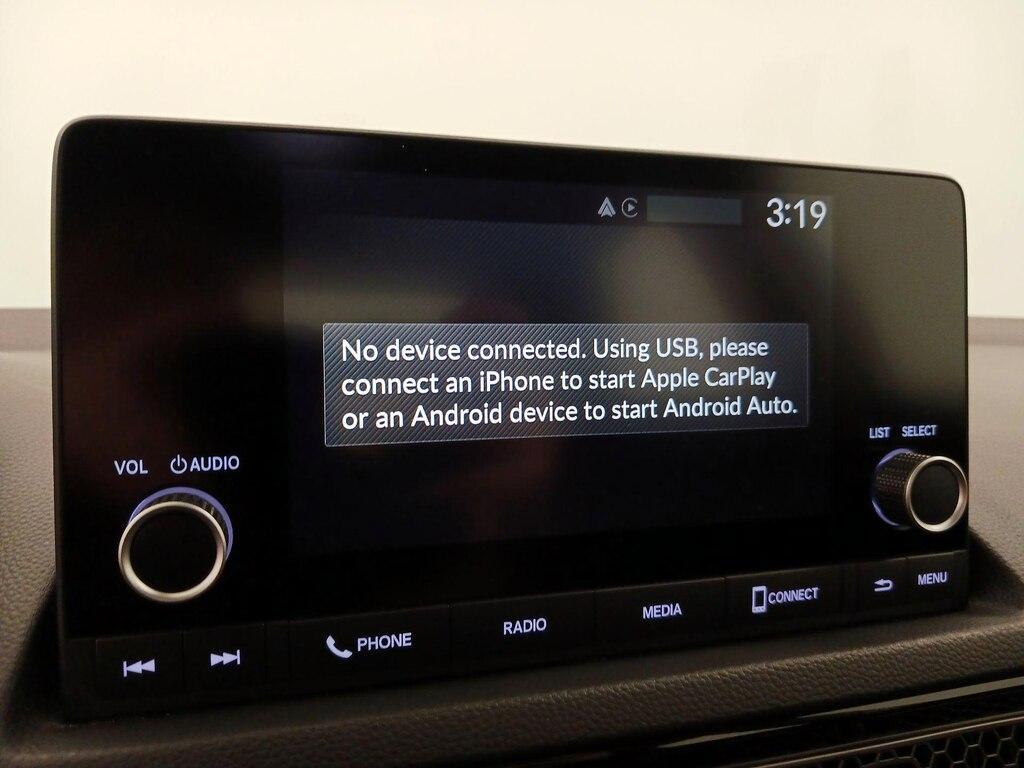 3:19
No device connected. Using USB, please
connect an iPhone to start Apple CarPlay
or an Android device to start Android Auto.
LIST SELECT
VOL AUDIO
PHONE
RADIO
MEDIA
CONNECT
MENU